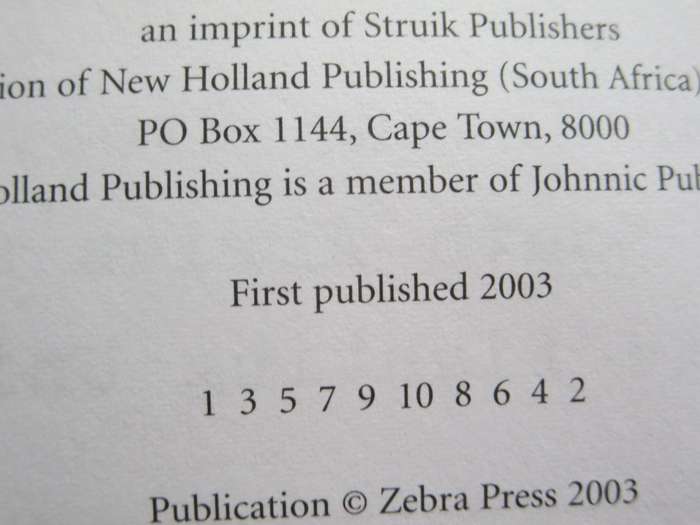 an imprint of Struik Publishers
ion of New Holland Publishing (South Africa)
PO Box 1144, Cape Town, 8000
olland Publishing is a member of Johnnic Pub
First published 2003
1 3 5 7 9 10 8 6 4 2
Publication © Zebra Press 2003